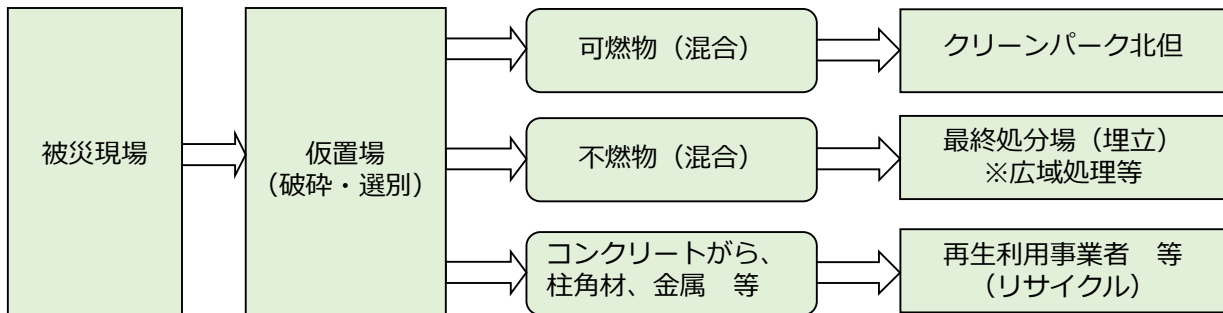 被災現場
仮置場
（破砕・選別）
可燃物（混合）
クリーンパーク北但
不燃物（混合）
最終処分場（埋立）
※広域処理等
コンクリートがら、
柱角材、金属　等
再生利用事業者　等
（リサイクル）